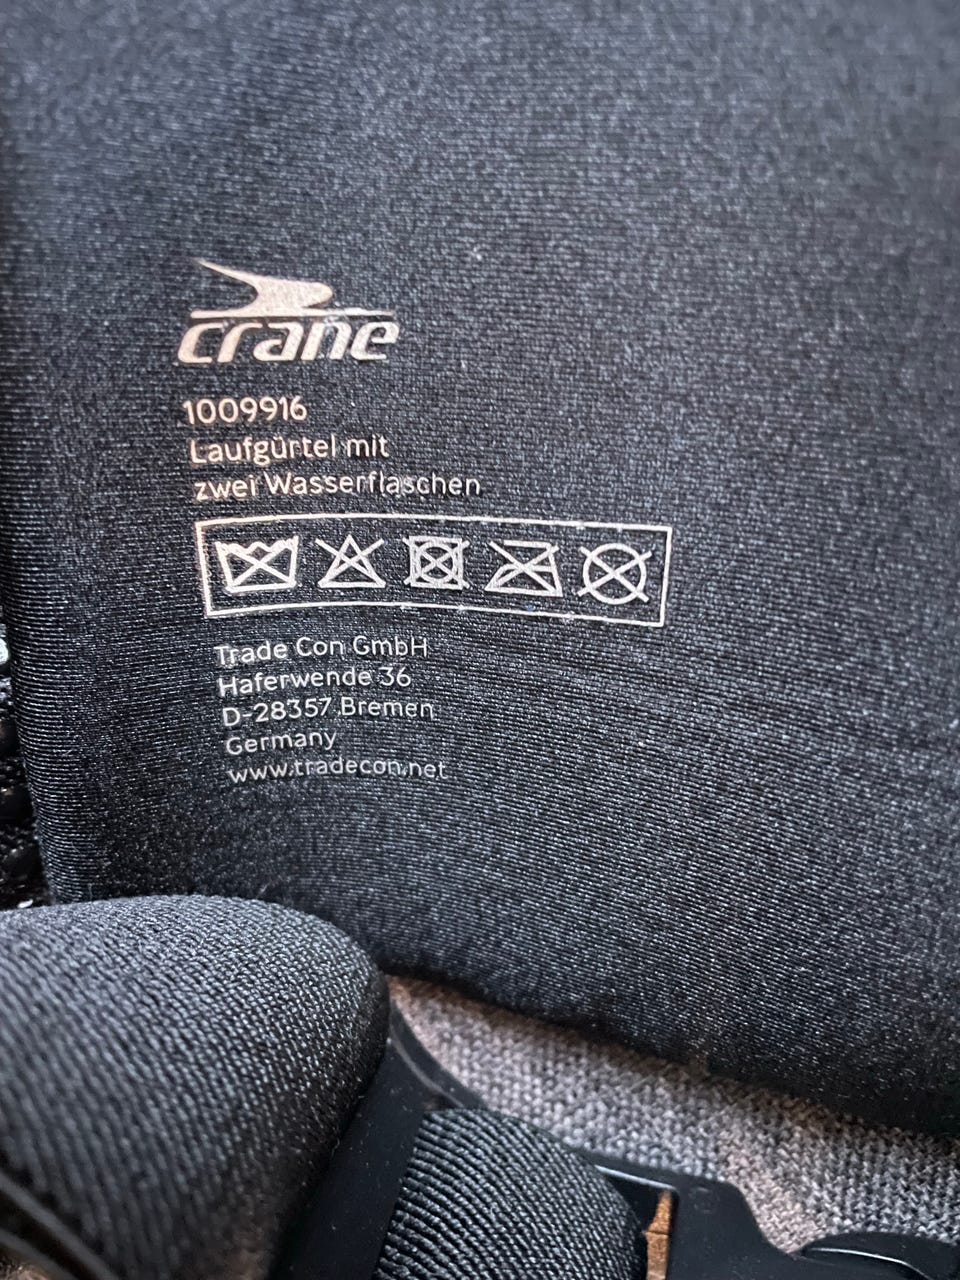 crane
1009916
Laufgürtel mit
zwei Wasserflaschen
Trade Con GmbH
Haferwende 36
D-28357 Bremen
Germany
www.tradecon.net